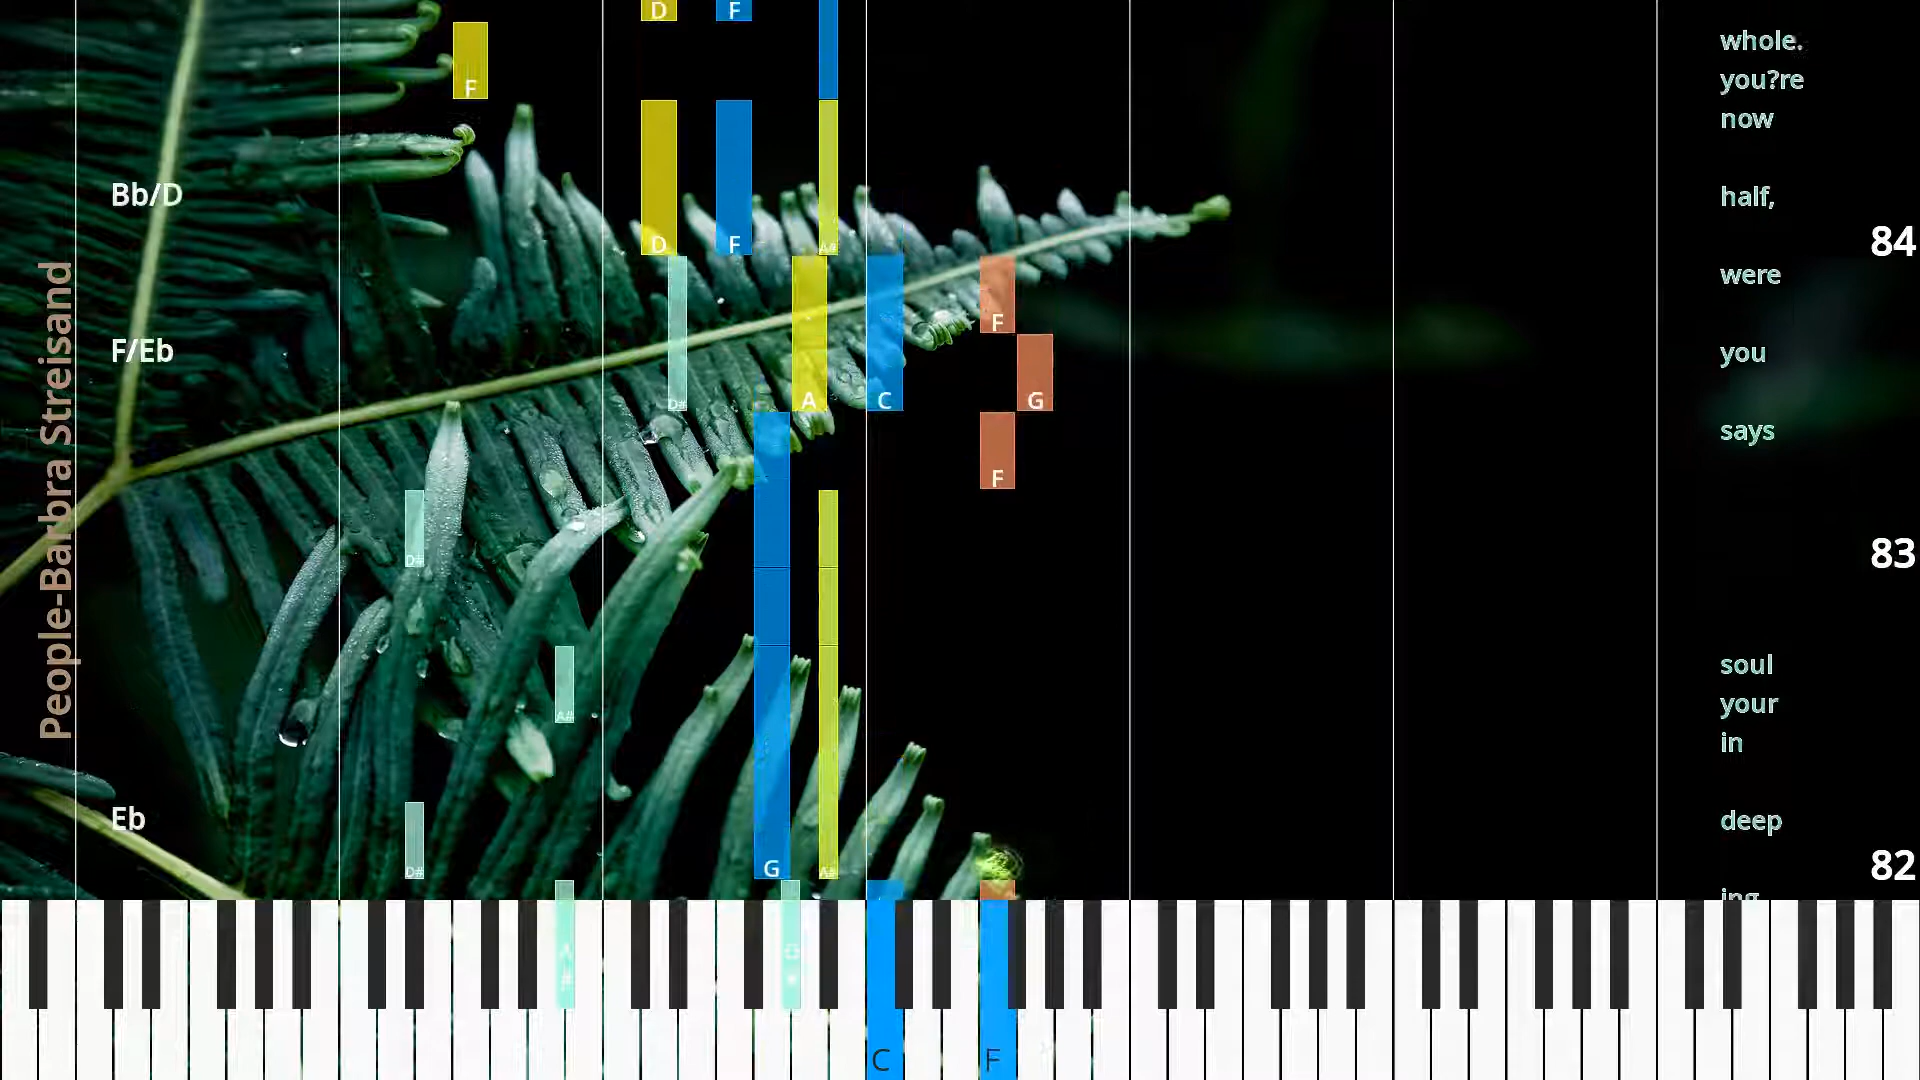 People-Barbra Streisand
D
F
whole.
F
you?re
now
Bb/D
half,
D
F
A#
84
were
F
F/Eb
you
D#
A
C
G
says
F
83
D#
soul
your
A#
in
Eb
deep
82
D#
G
A#
ing
A
#
G
#
C
F